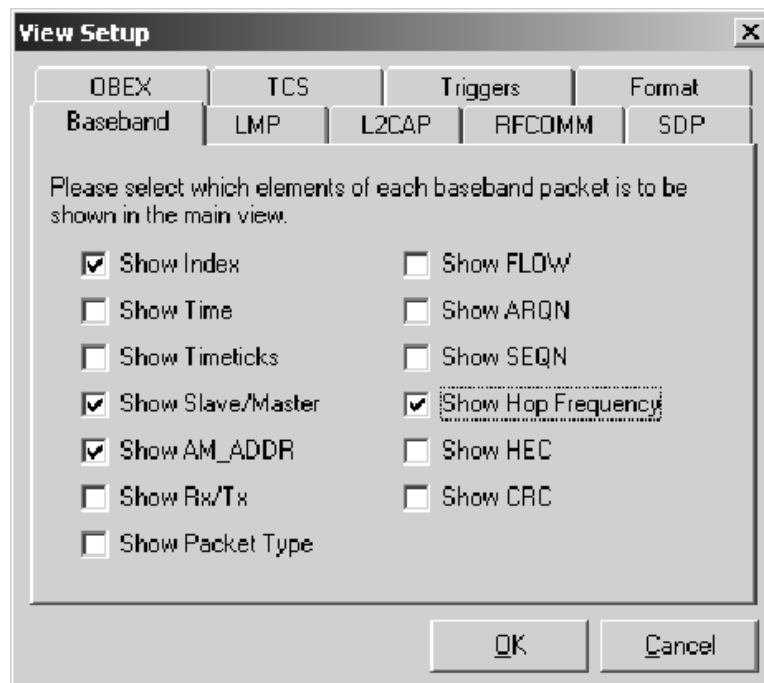 View Setup
OBEX TCS Triggers Format
Baseband LMP L2CAP RFCOMM SDP
Please select which elements of each baseband packet is to be
shown in the main view.
Show Index
Show Time
Show Timeticks
Show Slave/Master
Show AM_ADDR
Show Rx/Tx
Show Packet Type
Show FLOW
Show ARQN
Show SEQN
Show Hop Frequency
Show HEC
Show CRC
OK Cancel